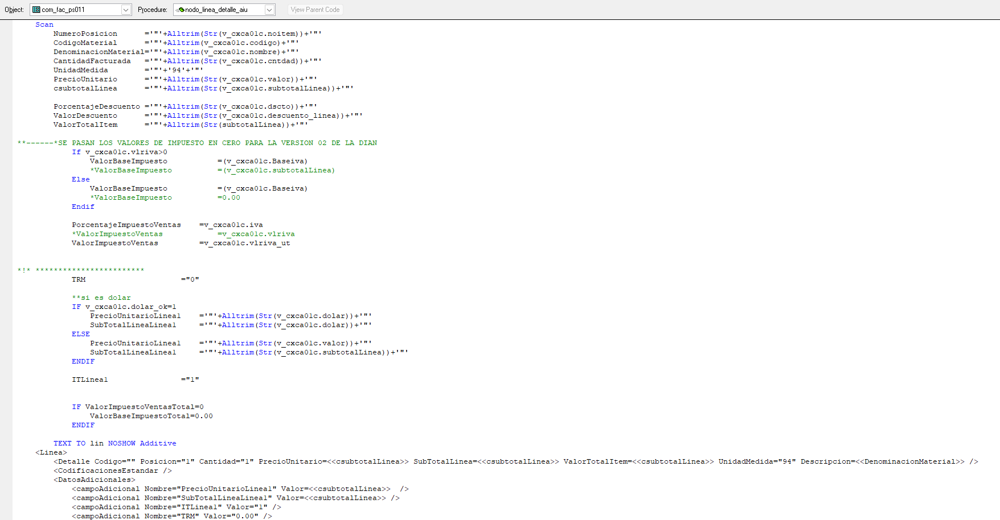 Object: com_fac_ps011 Procedure: nodo_linea_detalle_aiu View Parent Code
Scan
NumeroPosicion ='"'+Alltrim(Str(v_cxca01c.noitem))+'"'
CodigoMaterial ='"'+Alltrim(v_cxca01c.codigo)+'"'
DenominacionMaterial='"'+Alltrim(v_cxca01c.nombre)+'"'
CantidadFacturada ='"'+Alltrim(Str(v_cxca01c.cntdad))+'"'
UnidadMedida ='"'+'94'+'"'
PrecioUnitario ='"'+Alltrim(Str(v_cxca01c.valor))+'"'
csubtotalLinea ='"'+Alltrim(Str(v_cxca01c.subtotalLinea))+'"'
PorcentajeDescuento ='"'+Alltrim(Str(v_cxca01c.dscto))+'"'
ValorDescuento ='"'+Alltrim(Str(v_cxca01c.descuento_linea))+'"'
ValorTotalItem ='"'+Alltrim(Str(subtotalLinea))+'"'
**------*SE PASAN LOS VALORES DE IMPUESTO EN CERO PARA LA VERSION 02 DE LA DIAN
If v_cxca01c.vlriva>0
ValorBaseImpuesto =(v_cxca01c.Baseiva)
*ValorBaseImpuesto =(v_cxca01c.subtotalLinea)
Else
ValorBaseImpuesto =(v_cxca01c.Baseiva)
*ValorBaseImpuesto =0.00
Endif
PorcentajeImpuestoVentas =v_cxca01c.iva
*ValorImpuestoVentas =v_cxca01c.vlriva
ValorImpuestoVentas =v_cxca01c.vlriva_ut
*!* ************************
TRM ="0"
**si es dolar
IF v_cxca01c.dolar_ok=1
PrecioUnitarioLinea1 ='"'+Alltrim(Str(v_cxca01c.dolar))+'"'
SubTotalLineaLinea1 ='"'+Alltrim(Str(v_cxca01c.dolar))+'"'
ELSE
PrecioUnitarioLinea1 ='"'+Alltrim(Str(v_cxca01c.valor))+'"'
SubTotalLineaLinea1 ='"'+Alltrim(Str(v_cxca01c.subtotalLinea))+'"'
ENDIF
ITLinea1 ="1"
IF ValorImpuestoVentasTotal=0
ValorBaseImpuestoTotal=0.00
ENDIF
TEXT TO lin NOSHOW Additive
<Linea>
<Detalle Codigo="" Posicion="1" Cantidad="1" PrecioUnitario=<<csubtotalLinea>> SubTotalLinea=<<csubtotalLinea>> ValorTotalItem=<<csubtotalLinea>> UnidadMedida="94" Descripcion=<<DenominacionMaterial>> />
<CodificacionesEstandar />
<DatosAdicionales>
<campoAdicional Nombre="PrecioUnitarioLinea1" Valor=<<csubtotalLinea>>  />
<campoAdicional Nombre="SubTotalLineaLinea1" Valor=<<csubtotalLinea>> />
<campoAdicional Nombre="ITLinea1" Valor="1" />
<campoAdicional Nombre="TRM" Valor="0.00" />